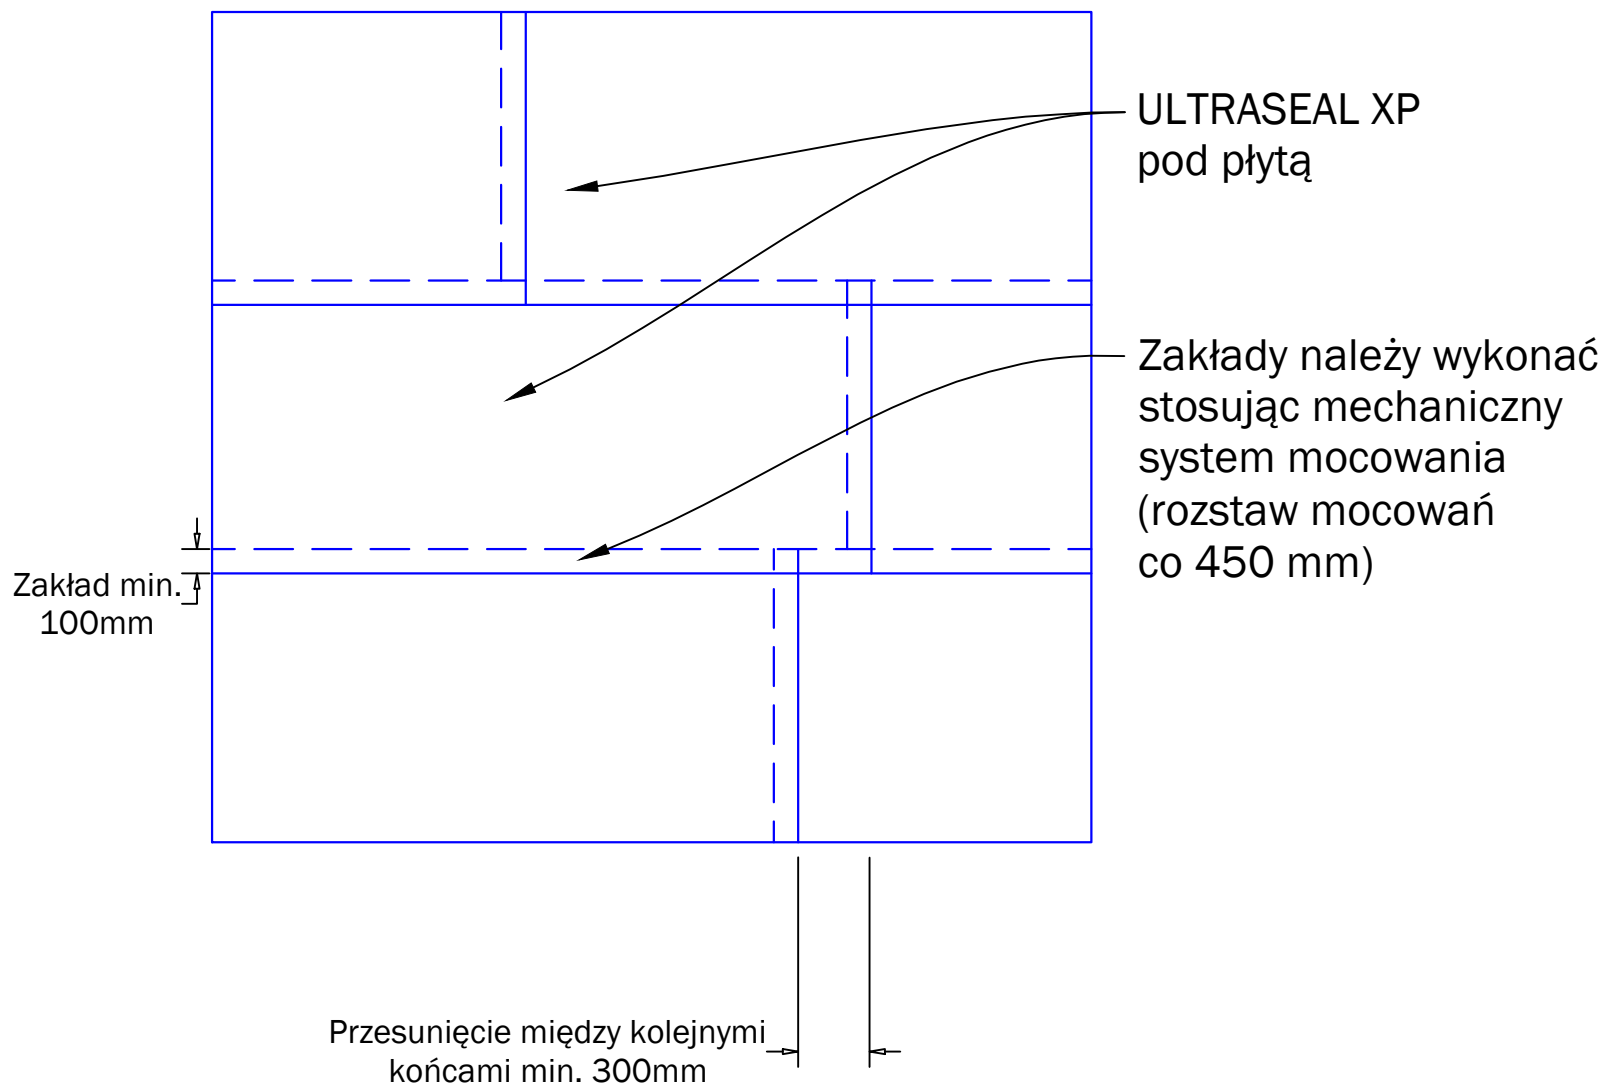 ULTRASEAL XP
pod płytą
Zakłady należy wykonać
stosując mechaniczny
system mocowania
(rozstaw mocowań
co 450 mm)
Zakład min.
100mm
Przesunięcie między kolejnymi
końcami min. 300mm